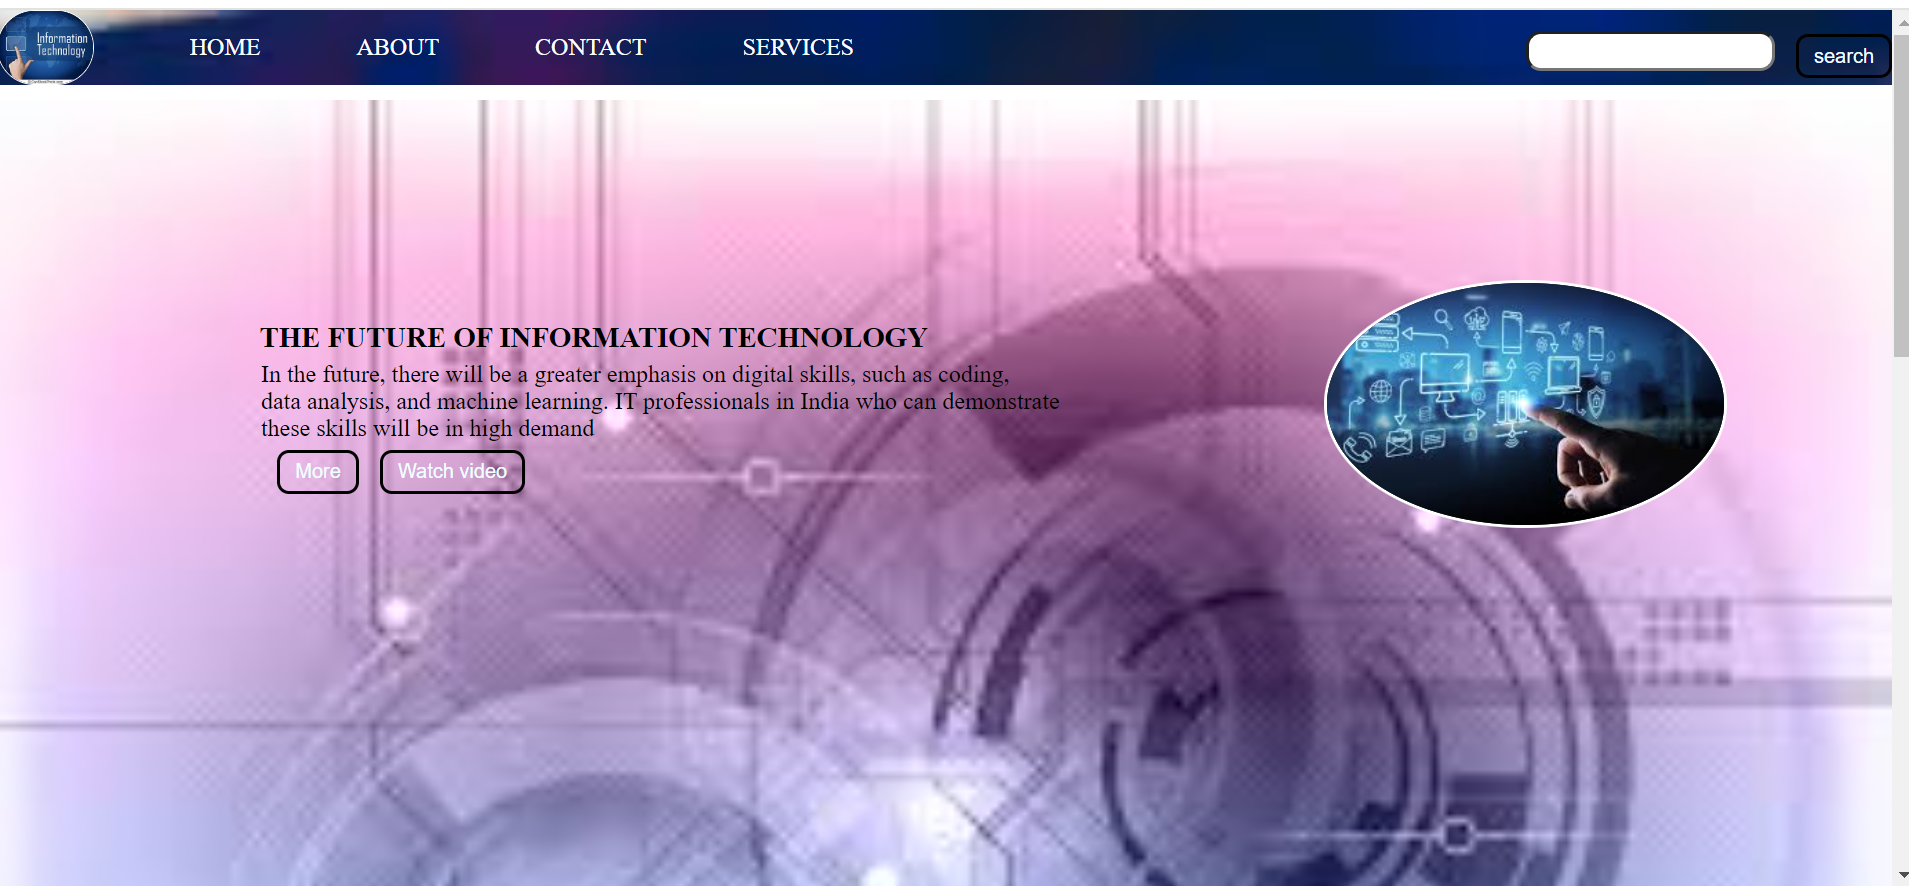 Information
Technology
HOME
ABOUT
CONTACT
SERVICES
search
THE FUTURE OF INFORMATION TECHNOLOGY
In the future, there will be a greater emphasis on digital skills, such as coding,
data analysis, and machine learning. IT professionals in India who can demonstrate
these skills will be in high demand
More
Watch video